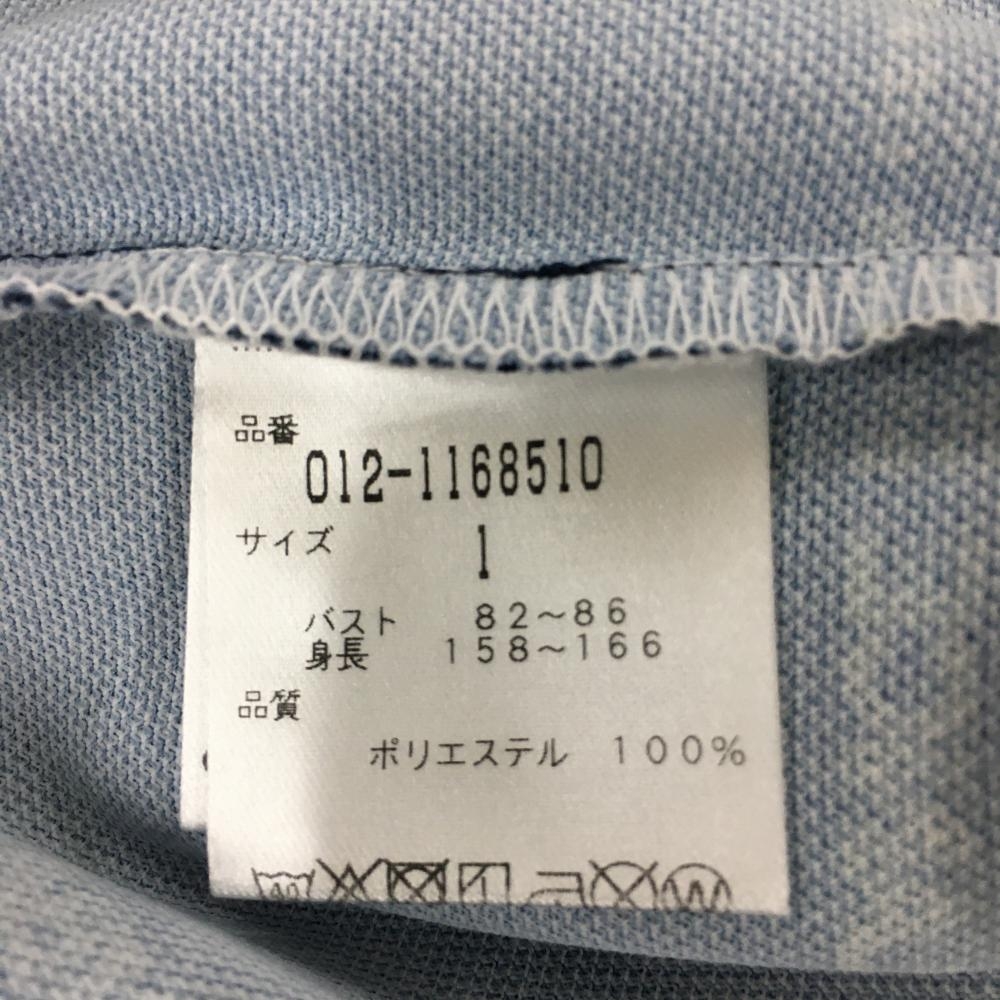 品番
012-1168510
サイズ 1
バスト 82〜86
身長 158〜166
品質
ポリエステル 100%